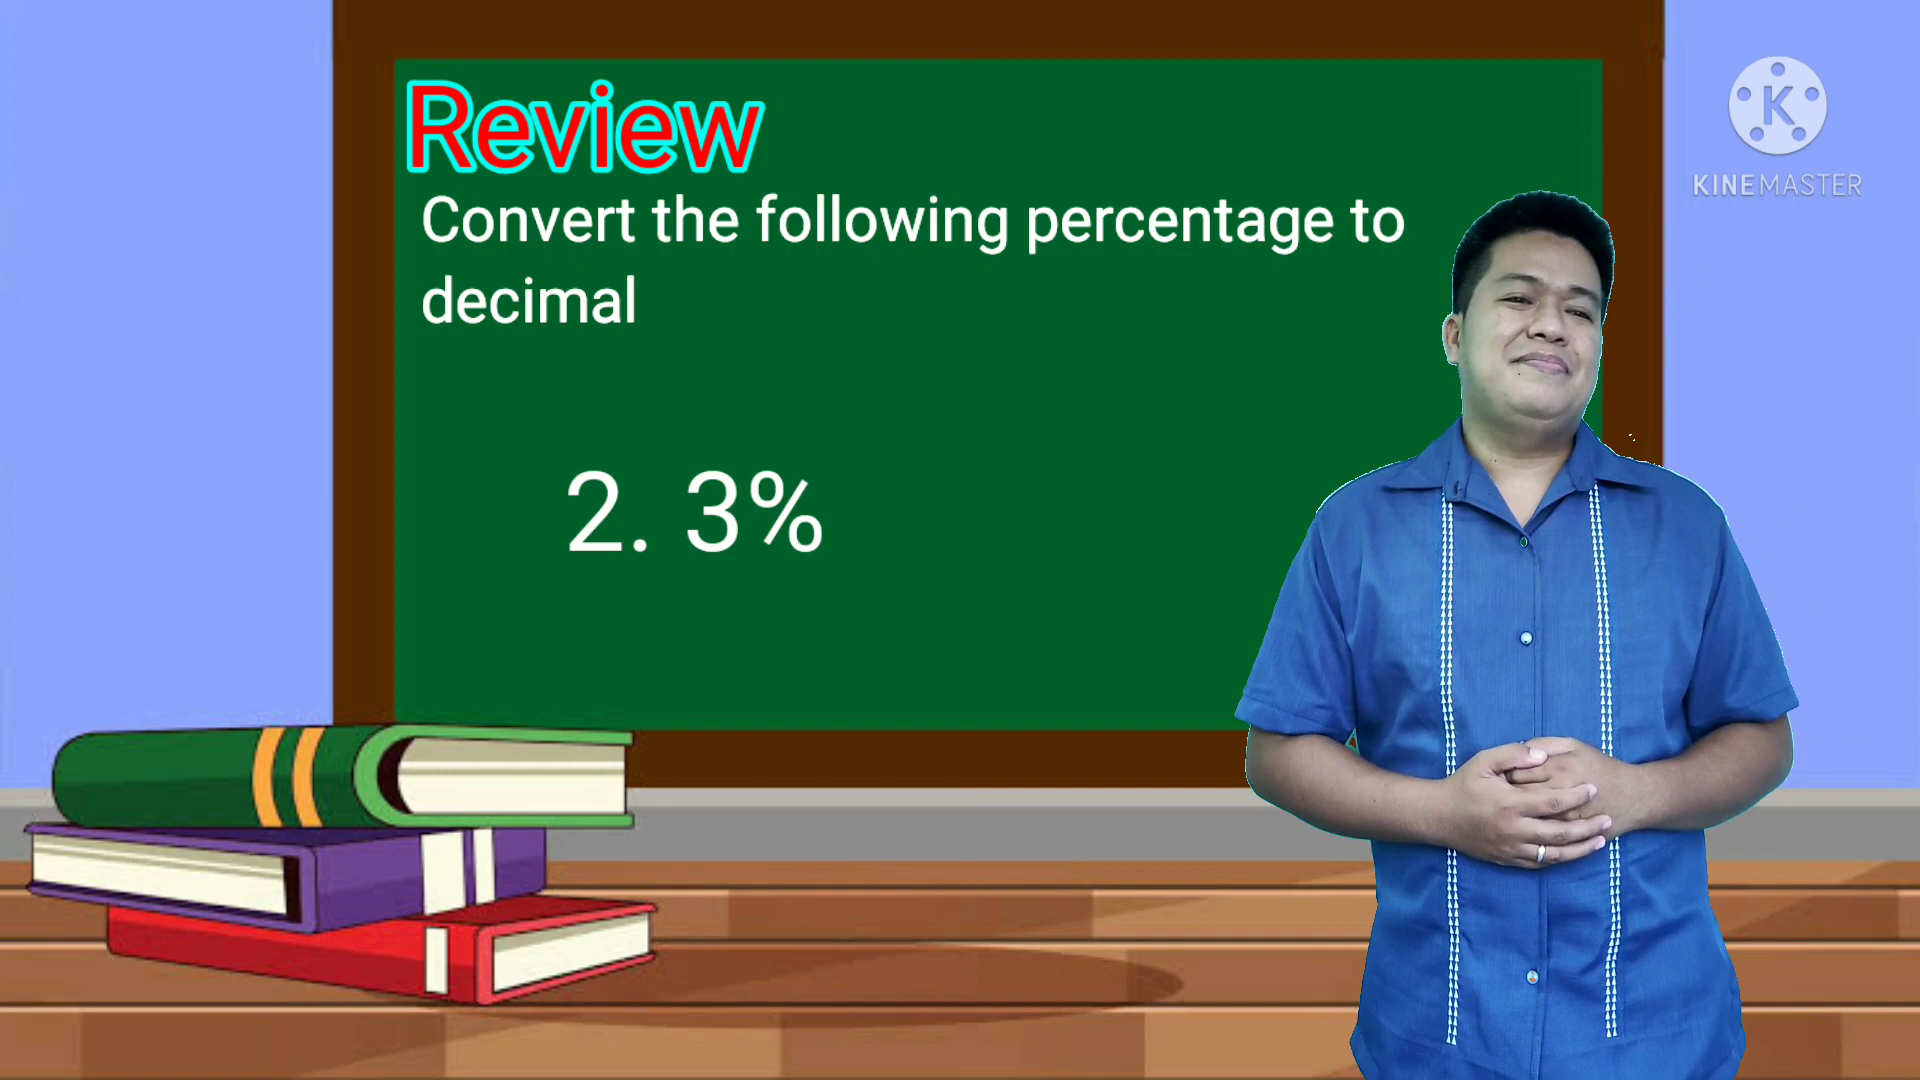 Review
Convert the following percentage to
decimal
2. 3%
K
KINEMASTER